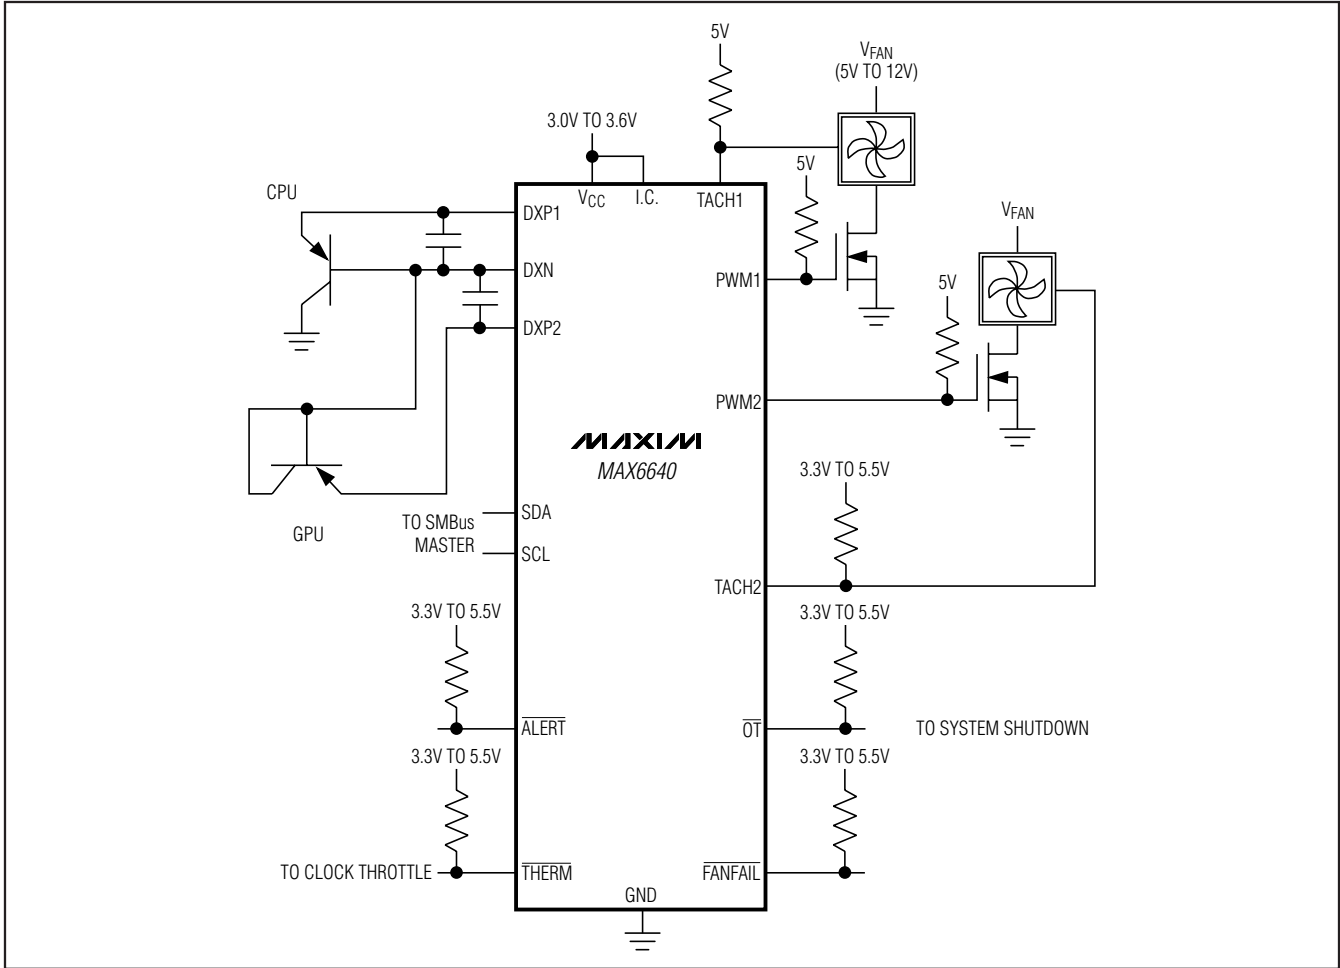 5V
VFAN
(5V TO 12V)
3.0V TO 3.6V
5V
CPU
VCC
I.C.
TACH1
DXP1
VFAN
DXN
PWM1
5V
DXP2
PWM2
MAXIM
MAX6640
3.3V TO 5.5V
SDA
TO SMBus
MASTER
GPU
SCL
TACH2
3.3V TO 5.5V
3.3V TO 5.5V
ALERT
OT
TO SYSTEM SHUTDOWN
3.3V TO 5.5V
3.3V TO 5.5V
TO CLOCK THROTTLE
THERM
FANFAIL
GND